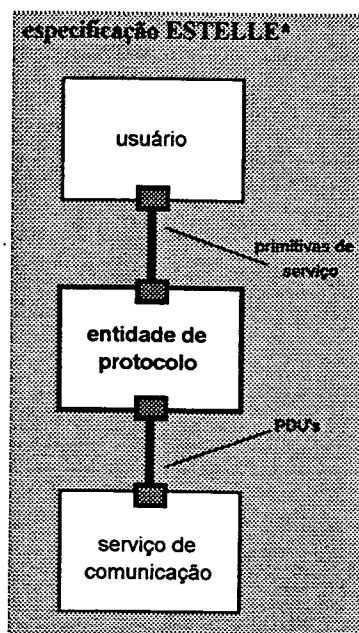 especificação ESTELLE*
usuário
primitivas de
serviço
entidade de
protocolo
PDU's
serviço de
comunicação